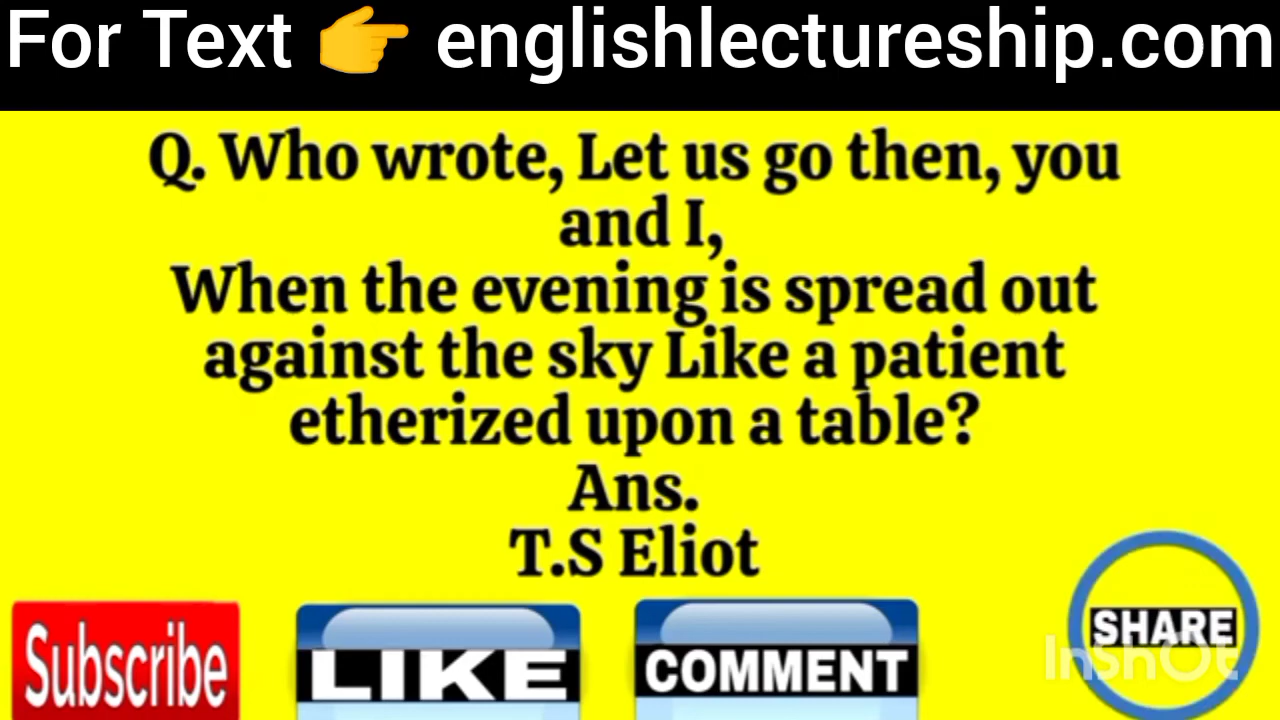 For Text 👉 englishlectureship.com
Q. Who wrote, Let us go then, you
and I,
When the evening is spread out
against the sky Like a patient
etherized upon a table?
Ans.
T.S Eliot
Subscribe
LIKE
COMMENT
SHARE
InShOt